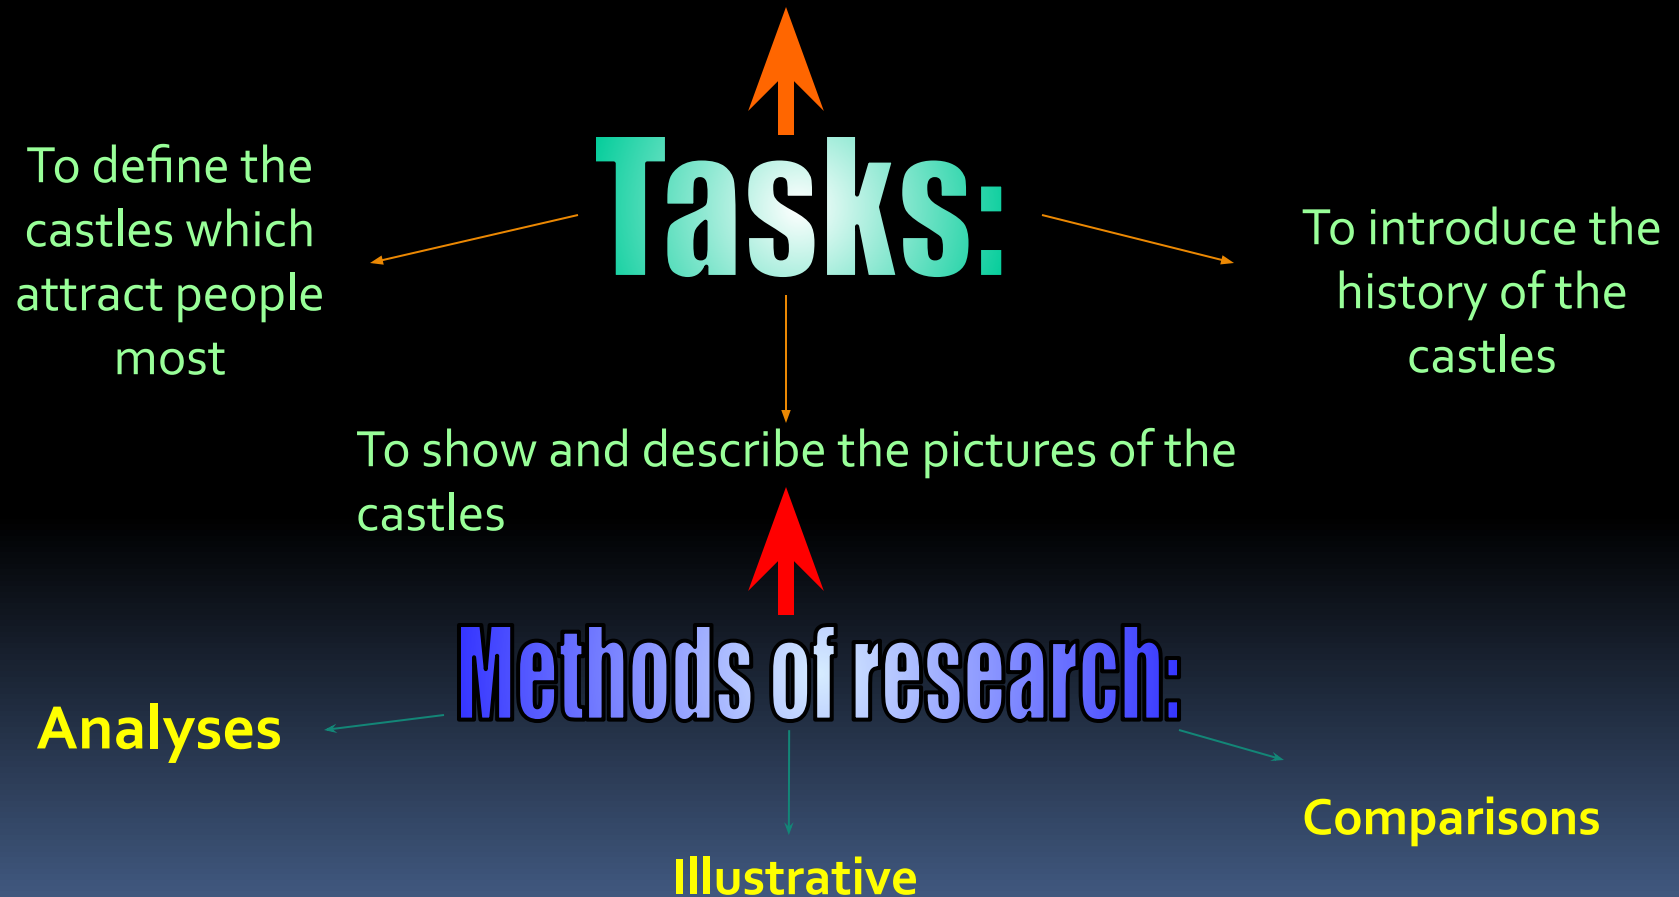 Tasks:
To define the
castles which
attract people
most
To introduce the
history of the
castles
To show and describe the pictures of the
castles
Methods of research:
Analyses
Comparisons
Illustrative